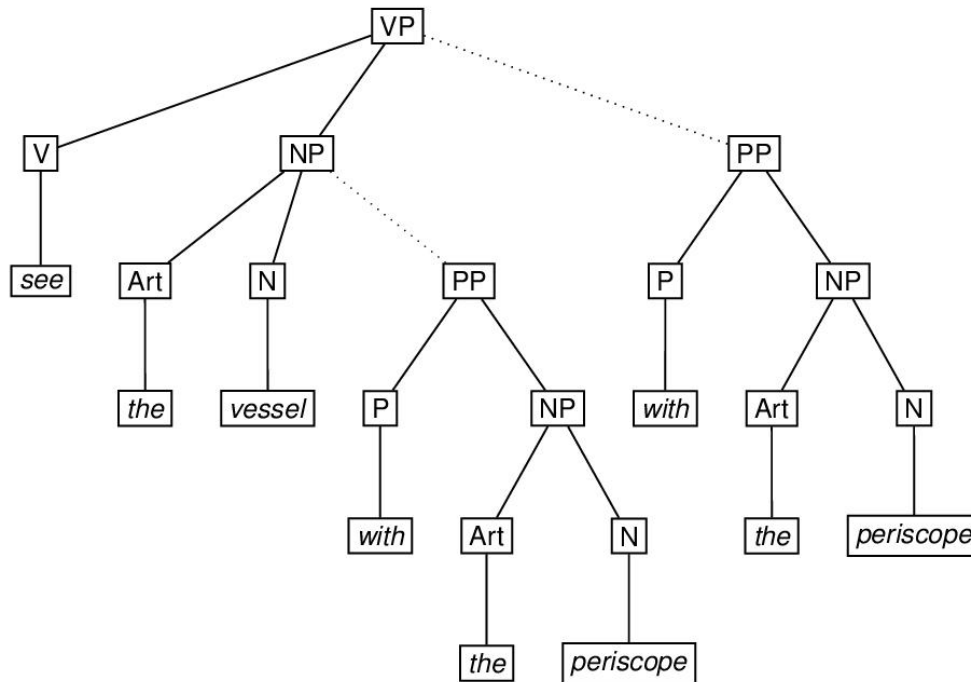 VP
V NP PP
see Art N PP P NP
the vessel P NP with Art N
with Art N the periscope
the periscope